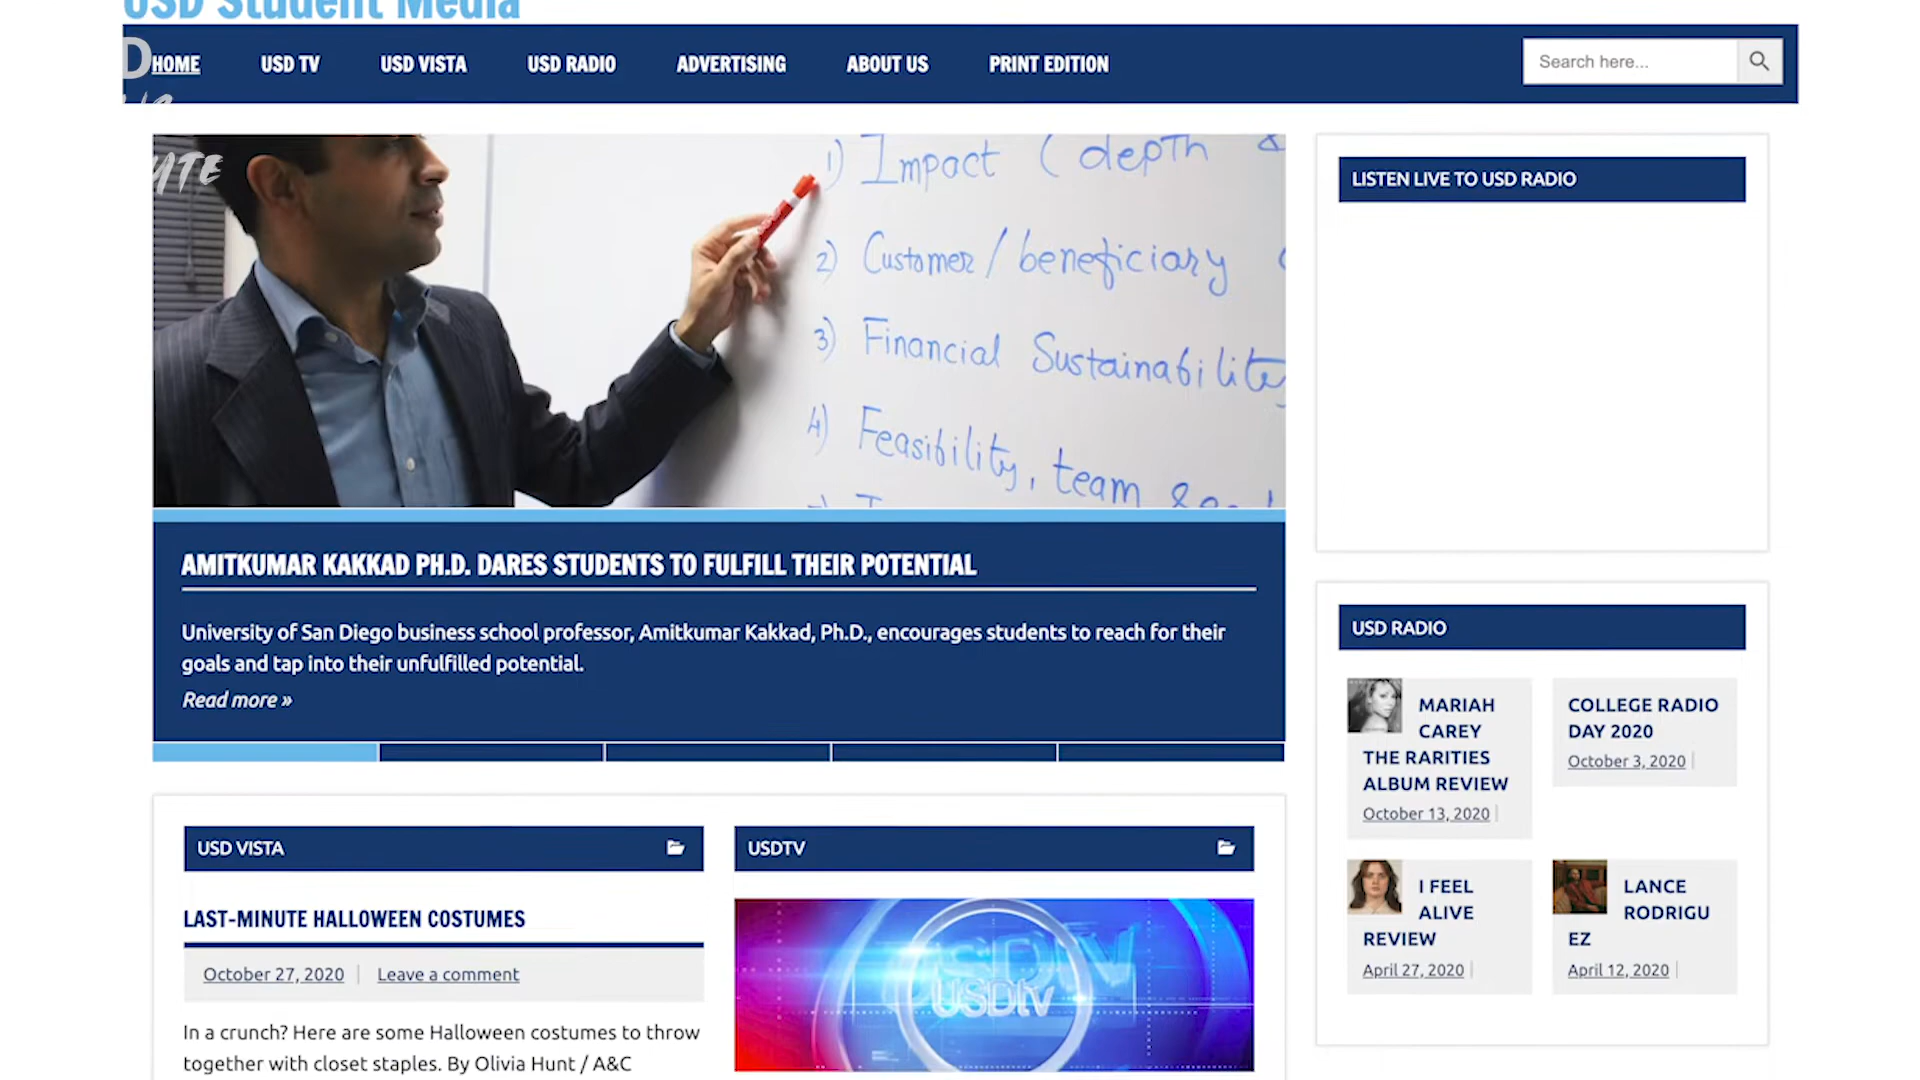 USD Student Media
HOME USD TV USD VISTA USD RADIO ADVERTISING ABOUT US PRINT EDITION Search here...
1) Impact (depth &
2) Customer/beneficiary
3) Financial Sustainability
4) Feasibility, team &
LISTEN LIVE TO USD RADIO
AMITKUMAR KAKKAD PH.D. DARES STUDENTS TO FULFILL THEIR POTENTIAL
University of San Diego business school professor, Amitkumar Kakkad, Ph.D., encourages students to reach for their
goals and tap into their unfulfilled potential.
Read more »
USD RADIO
MARIAH
CAREY
THE RARITIES
ALBUM REVIEW
October 13, 2020
COLLEGE RADIO
DAY 2020
October 3, 2020
I FEEL
ALIVE
REVIEW
April 27, 2020
LANCE
RODRIGU
EZ
April 12, 2020
USD VISTA
LAST-MINUTE HALLOWEEN COSTUMES
October 27, 2020 Leave a comment
In a crunch? Here are some Halloween costumes to throw
together with closet staples. By Olivia Hunt / A&C
USDTV
USDtv